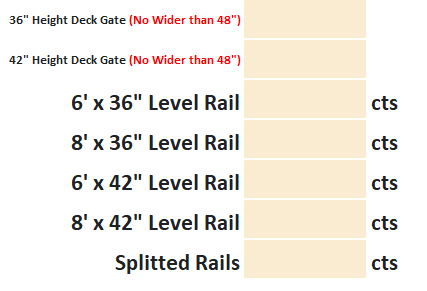 36" Height Deck Gate (No Wider than 48")
42" Height Deck Gate (No Wider than 48")
6' x 36" Level Rail cts
8' x 36" Level Rail cts
6' x 42" Level Rail cts
8' x 42" Level Rail cts
Splitted Rails cts